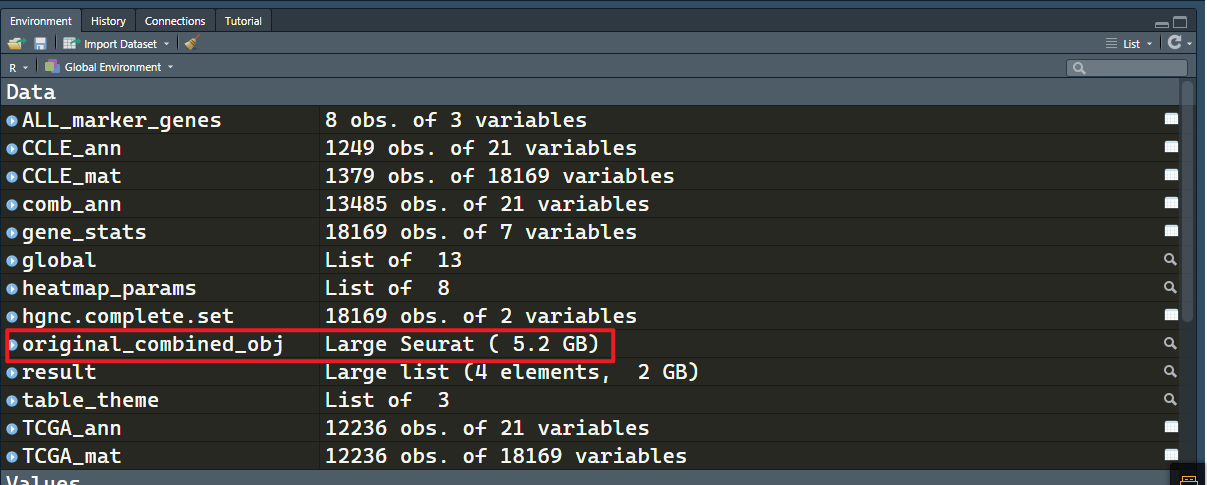 Environment History Connections Tutorial
Import Dataset List
R Global Environment
Data
ALL_marker_genes 8 obs. of 3 variables
CCLE_ann 1249 obs. of 21 variables
CCLE_mat 1379 obs. of 18169 variables
comb_ann 13485 obs. of 21 variables
gene_stats 18169 obs. of 7 variables
global List of  13
heatmap_params List of  8
hgnc.complete.set 18169 obs. of 2 variables
original_combined_obj Large Seurat ( 5.2 GB)
result Large list (4 elements,  2 GB)
table_theme List of  3
TCGA_ann 12236 obs. of 21 variables
TCGA_mat 12236 obs. of 18169 variables
Values